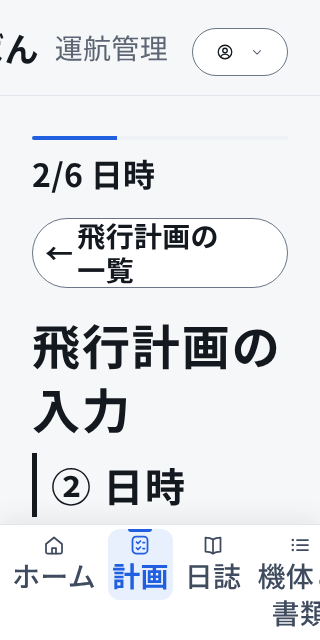 ん 運航管理
2/6 日時
← 飛行計画の
一覧
飛行計画の
入力
② 日時
ホーム 計画 日誌 機体
書類